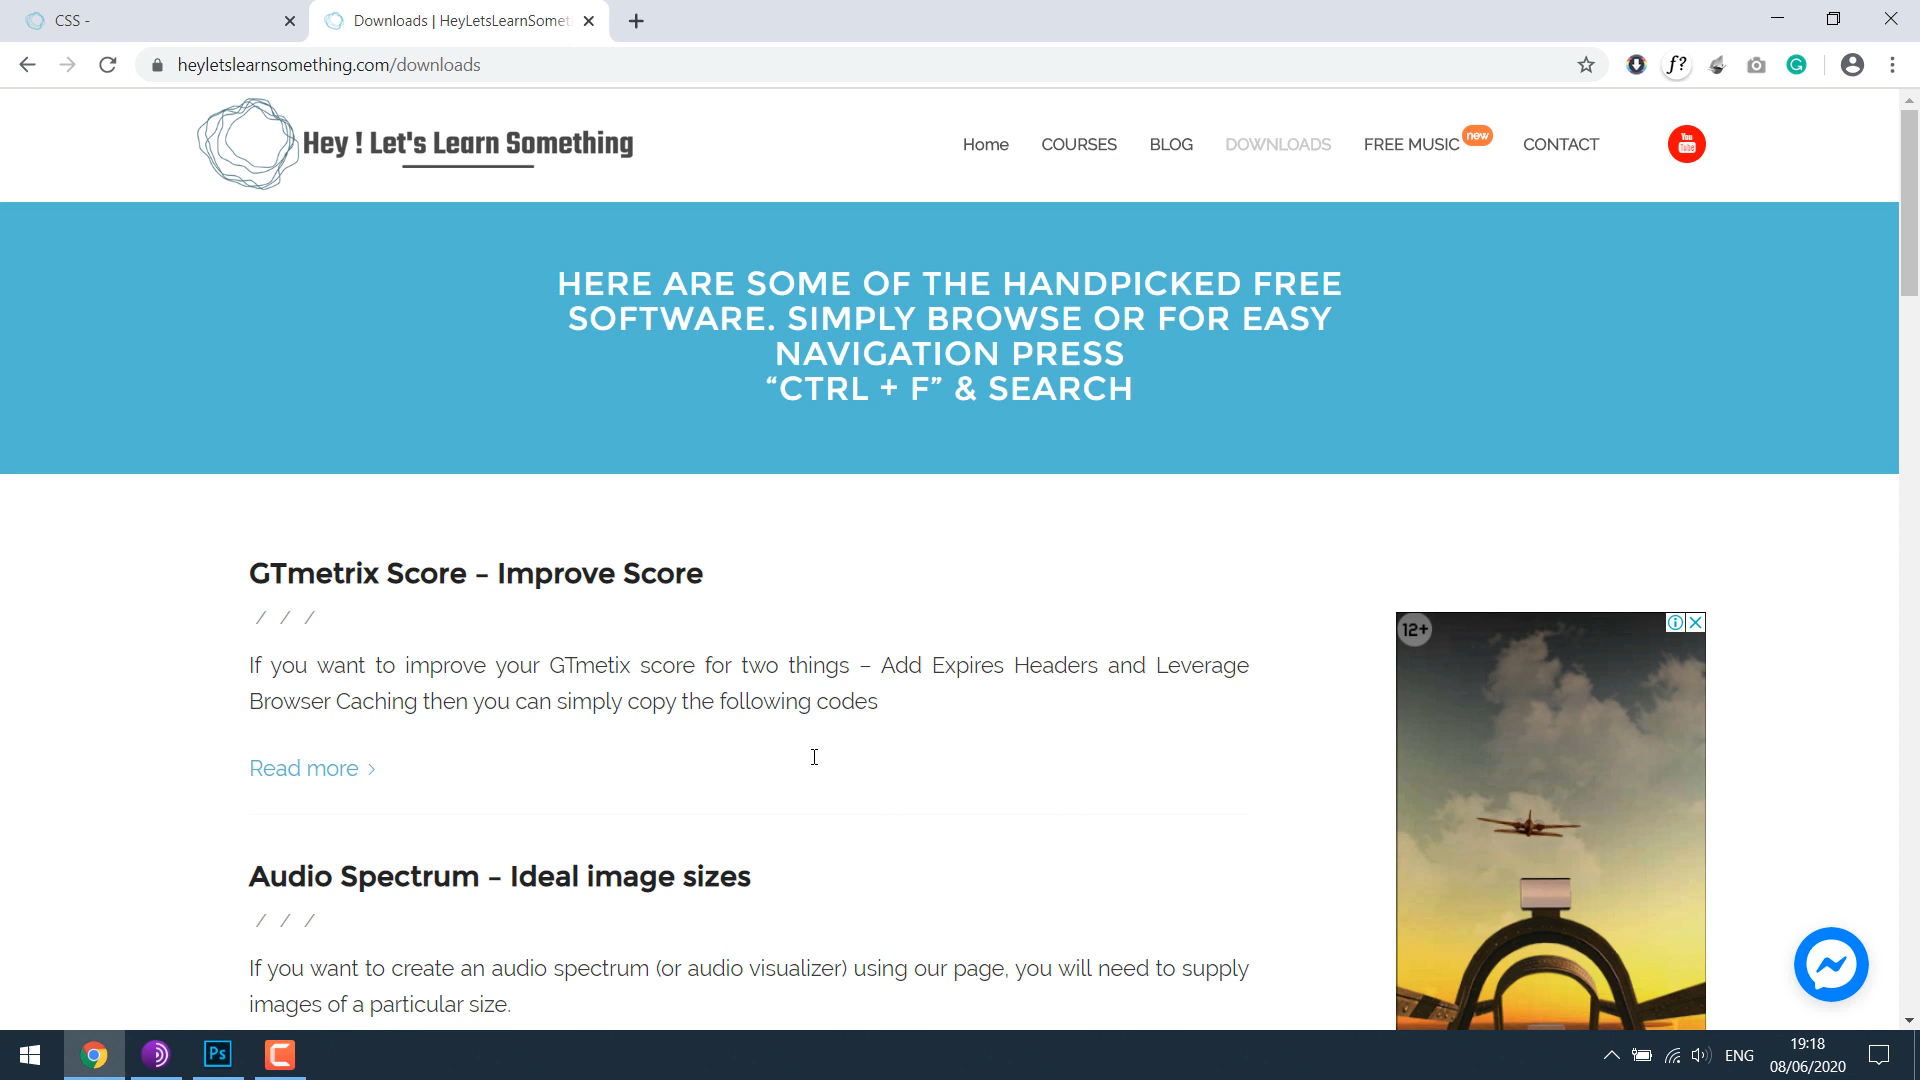 CSS -
Downloads | HeyLetsLearnSomet
heyletslearnsomething.com/downloads
f?
Hey ! Let's Learn Something
Home
COURSES
BLOG
DOWNLOADS
FREE MUSIC
new
CONTACT
You
Tube
HERE ARE SOME OF THE HANDPICKED FREE
SOFTWARE. SIMPLY BROWSE OR FOR EASY
NAVIGATION PRESS
“CTRL + F” & SEARCH
GTmetrix Score – Improve Score
/ / /
If you want to improve your GTmetix score for two things – Add Expires Headers and Leverage
Browser Caching then you can simply copy the following codes
Read more >
12+
Audio Spectrum – Ideal image sizes
/ / /
If you want to create an audio spectrum (or audio visualizer) using our page, you will need to supply
images of a particular size.
Ps
ENG
19:18
08/06/2020